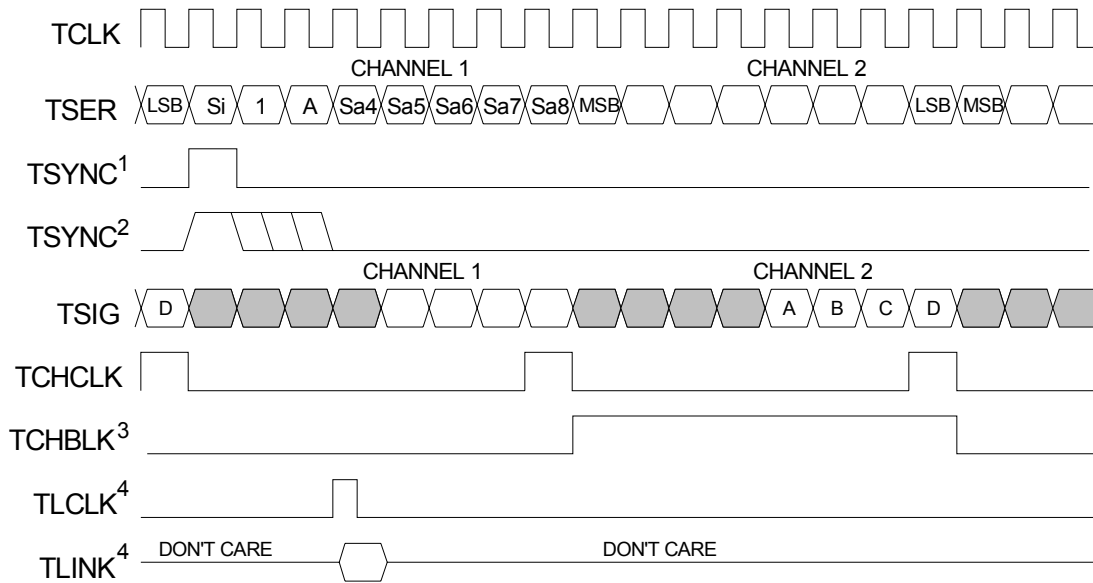 TCLK
CHANNEL 1 CHANNEL 2
TSER LSB Si 1 A Sa4 Sa5 Sa6 Sa7 Sa8 MSB LSB MSB
TSYNC¹
TSYNC²
CHANNEL 1 CHANNEL 2
TSIG D A B C D
TCHCLK
TCHBLK³
TLCLK⁴
DON'T CARE DON'T CARE
TLINK⁴